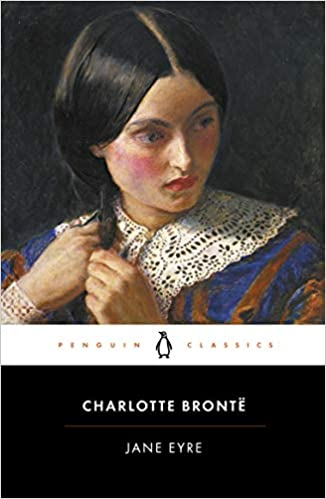 PENGUIN CLASSICS
CHARLOTTE BRONTË
JANE EYRE